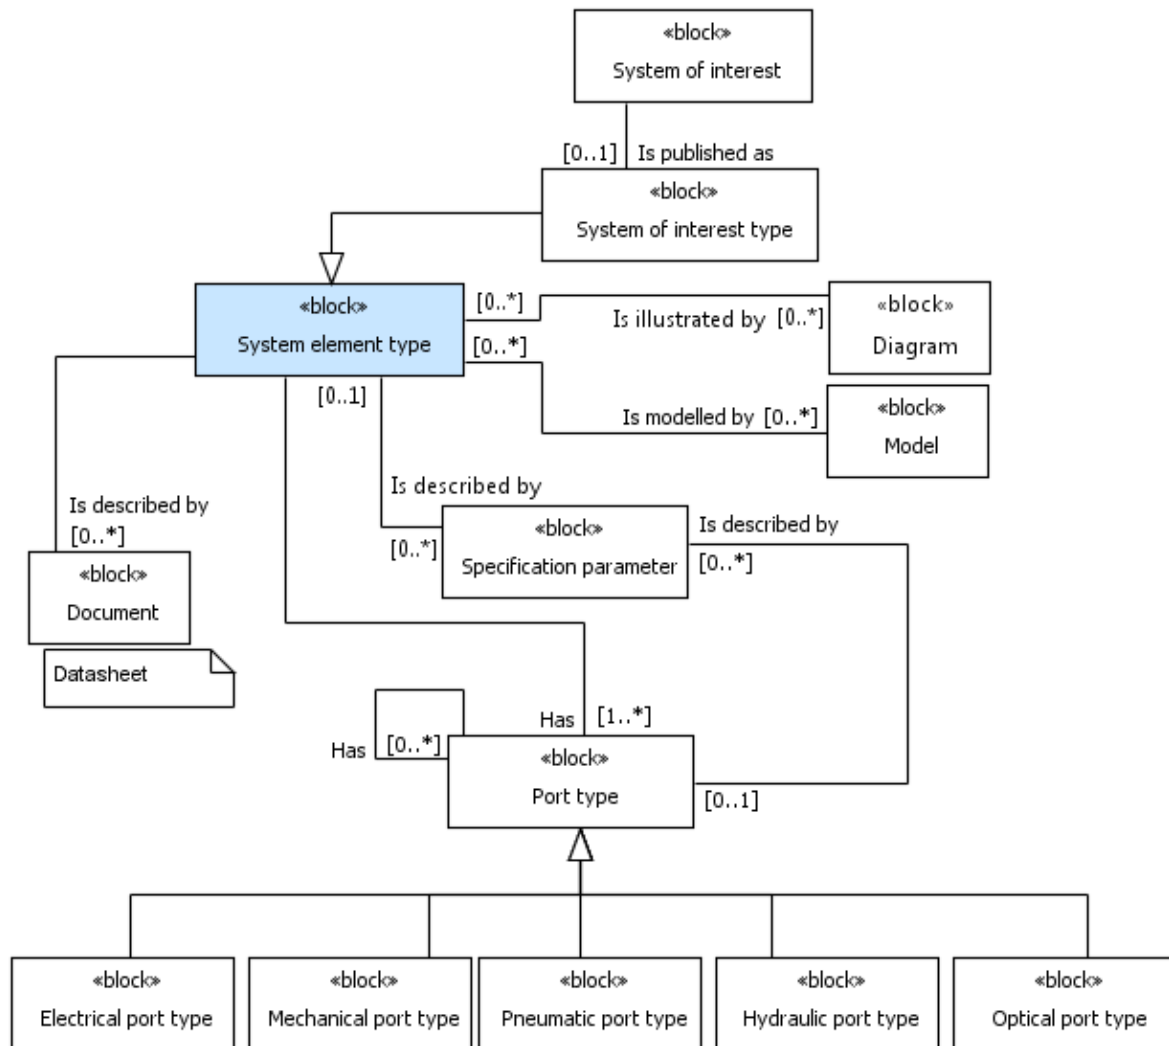 «block»
System of interest
[0..1] Is published as
«block»
System of interest type
«block»
System element type
[0..*]
Is illustrated by [0..*]
«block»
Diagram
[0..*]
[0..1]
Is modelled by [0..*]
«block»
Model
Is described by
[0..*]
«block»
Document
Datasheet
Is described by
[0..*]
«block»
Specification parameter
Is described by
[0..*]
Has [1..*]
Has [0..*]
«block»
Port type
[0..1]
«block»
Electrical port type
«block»
Mechanical port type
«block»
Pneumatic port type
«block»
Hydraulic port type
«block»
Optical port type